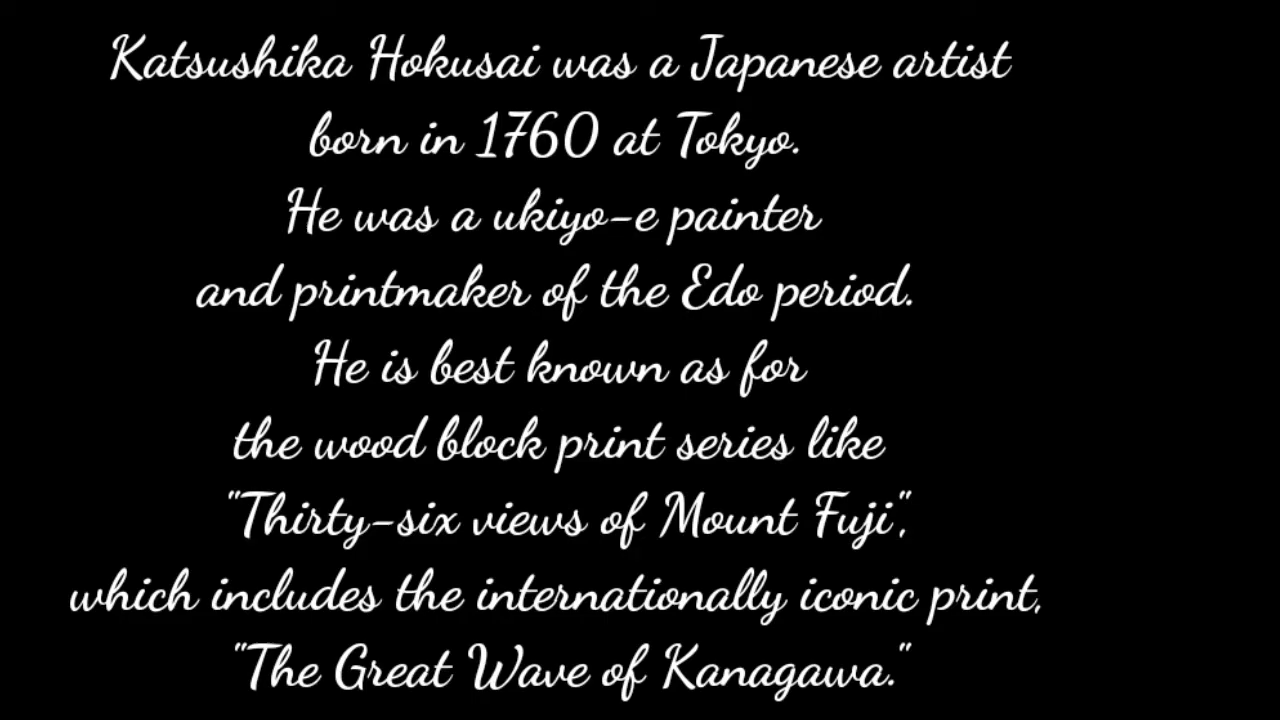 Katsushika Hokusai was a Japanese artist
born in 1760 at Tokyo.
He was a ukiyo-e painter
and printmaker of the Edo period.
He is best known as for
the wood block print series like
"Thirty-six views of Mount Fuji",
which includes the internationally iconic print,
"The Great Wave of Kanagawa."